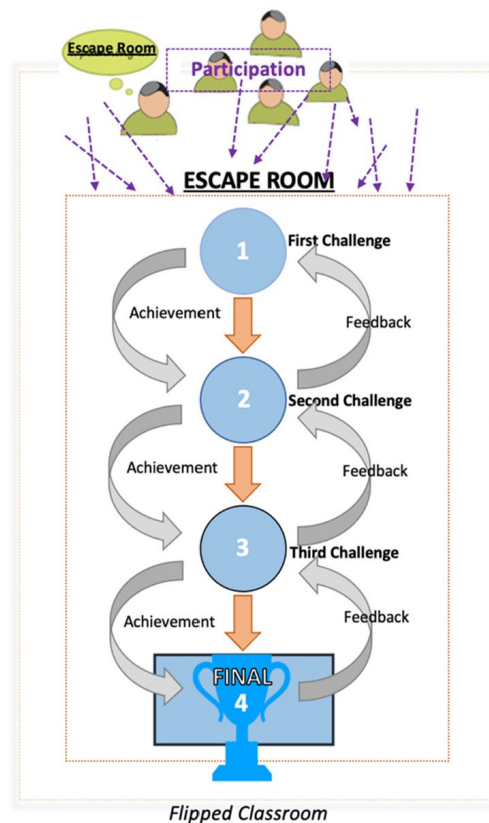 Escape Room
Participation
ESCAPE ROOM
1
First Challenge
Achievement
Feedback
2
Second Challenge
Achievement
Feedback
3
Third Challenge
Achievement
Feedback
FINAL
4
Flipped Classroom